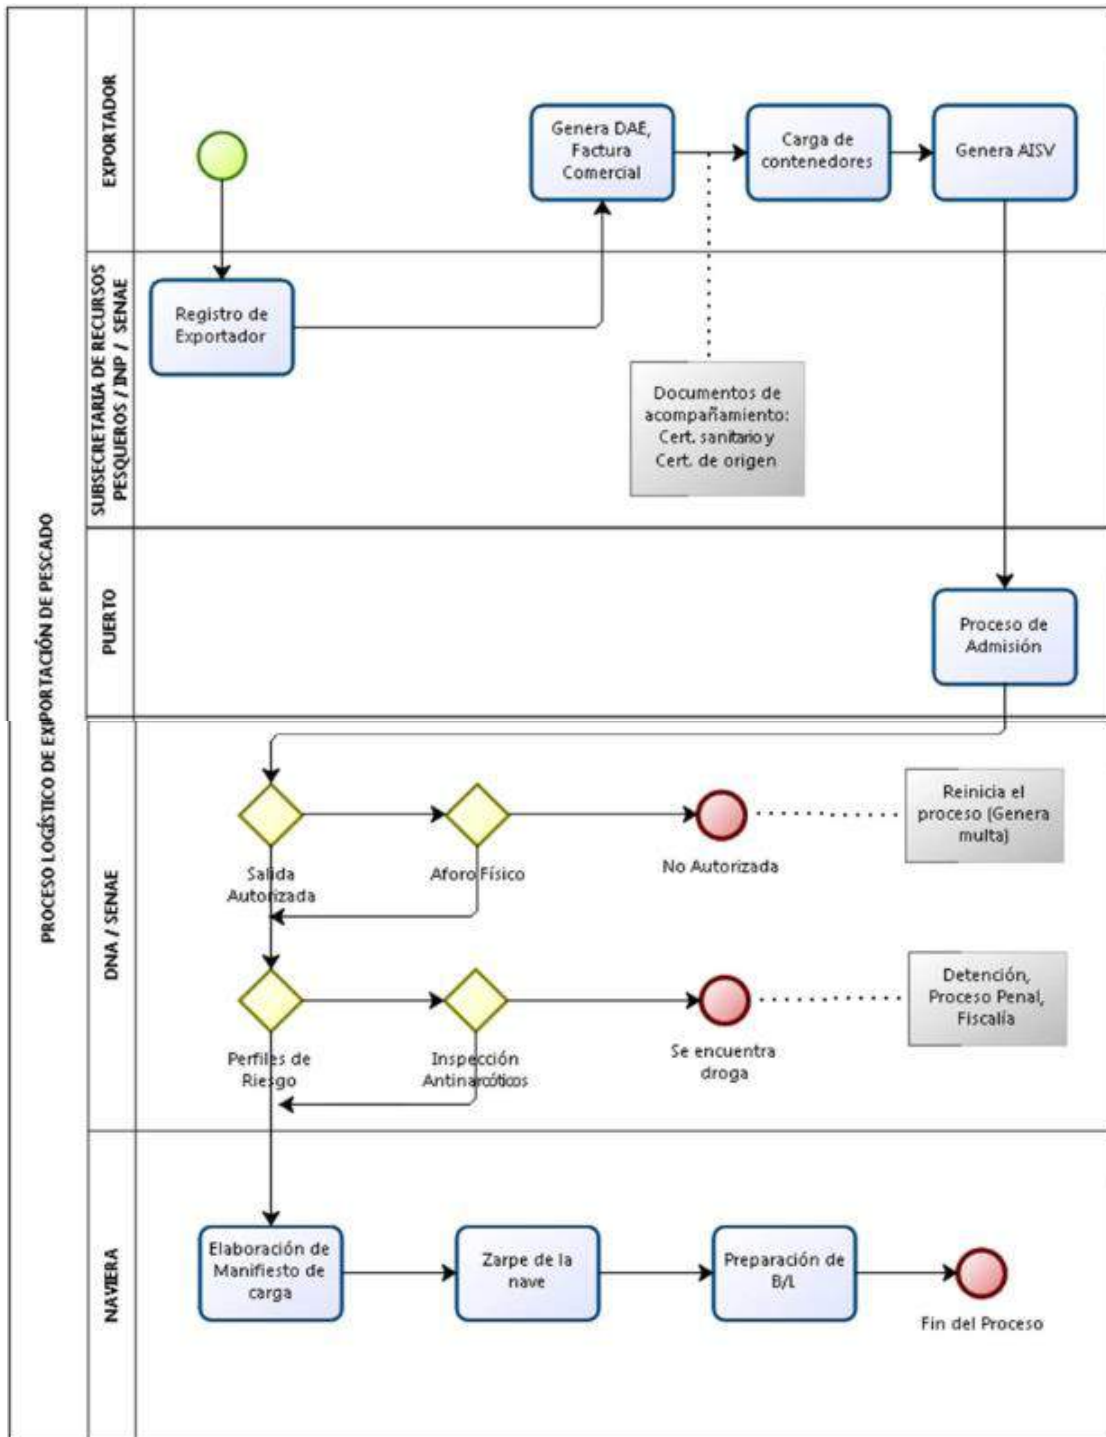 PROCESO LOGÍSTICO DE EXPORTACIÓN DE PESCADO
EXPORTADOR
Genera DAE,
Factura
Comercial
Carga de
contenedores
Genera AISV
SUBSECRETARIA DE RECURSOS
PESQUEROS / INP / SENAE
Registro de
Exportador
Documentos de
acompañamiento:
Cert. sanitario y
Cert. de origen
PUERTO
Proceso de
Admisión
DNA / SENAE
Salida
Autorizada
Aforo Físico
No Autorizada
Reinicia el
proceso (Genera
multa)
Perfiles de
Riesgo
Inspección
Antinarcóticos
Se encuentra
droga
Detención,
Proceso Penal,
Fiscalía
NAVIERA
Elaboración de
Manifiesto de
carga
Zarpe de la
nave
Preparación de
B/L
Fin del Proceso